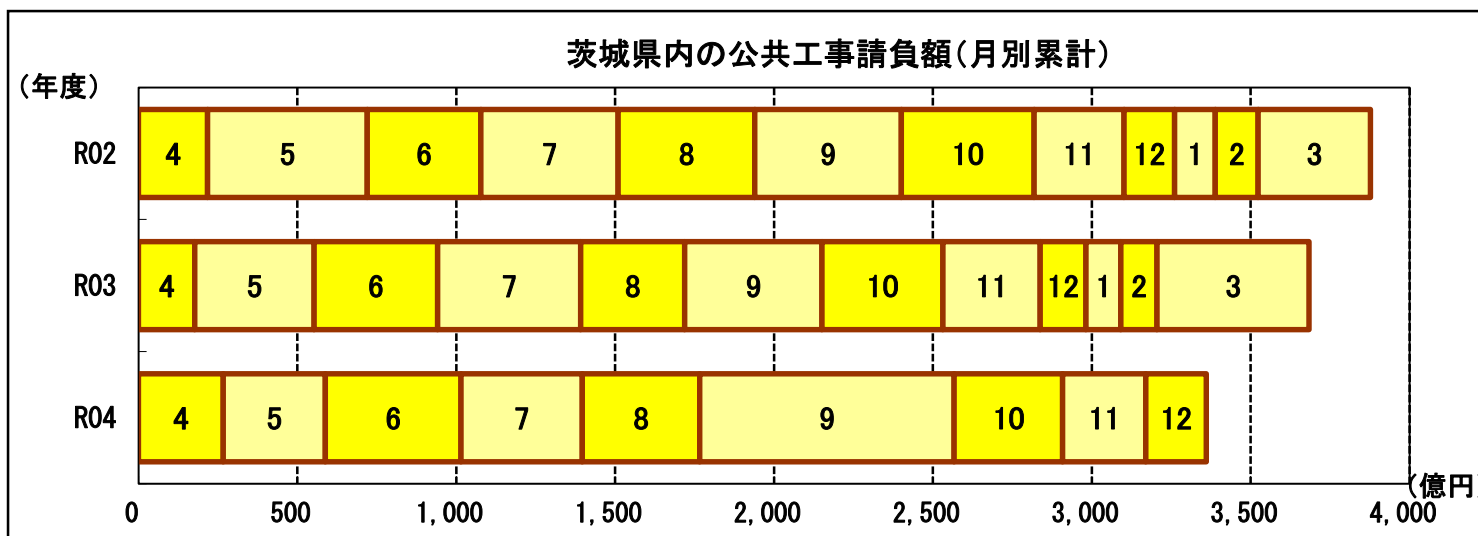 茨城県内の公共工事請負額(月別累計)
(年度)
R02 4 5 6 7 8 9 10 11 12 1 2 3
R03 4 5 6 7 8 9 10 11 12 1 2 3
R04 4 5 6 7 8 9 10 11 12
(億円)
0 500 1,000 1,500 2,000 2,500 3,000 3,500 4,000